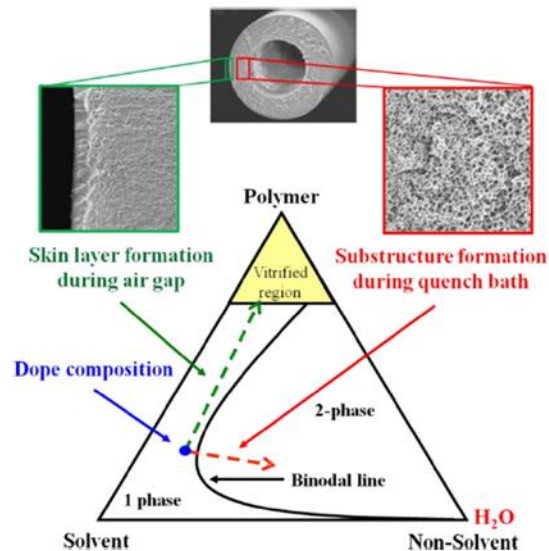 Polymer
Skin layer formation
during air gap
Vitrified
region
Substructure formation
during quench bath
Dope composition
2-phase
Binodal line
1 phase
H₂O
Solvent
Non-Solvent